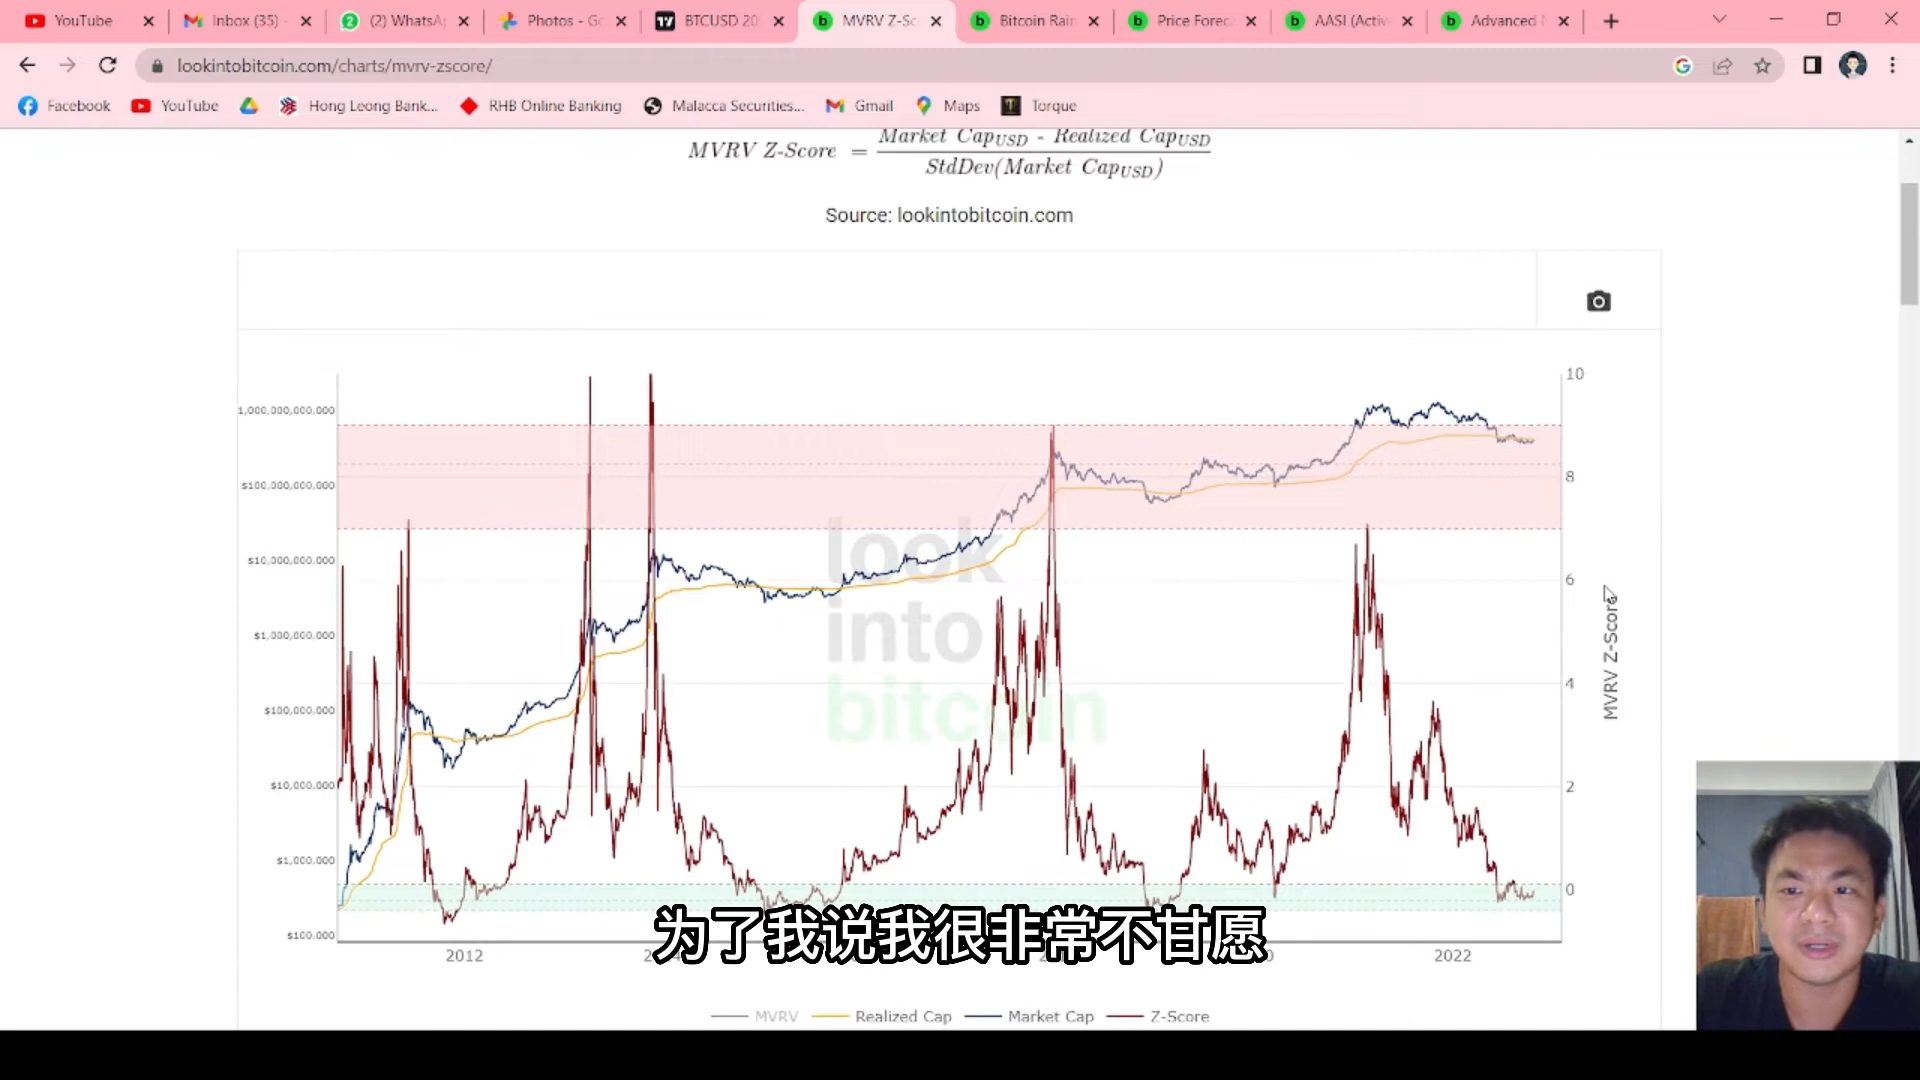 YouTube
Inbox (35)
(2) WhatsA
Photos - Go
BTCUSD 20
MVRV Z-Sc
Bitcoin Rain
Price Forec
AASI (Activ
Advanced
lookintobitcoin.com/charts/mvrv-zscore/
Facebook
YouTube
Hong Leong Bank...
RHB Online Banking
Malacca Securities...
Gmail
Maps
Torque
Market CapUSD - Realized CapUSD
MVRV Z-Score =
StdDev(Market CapUSD)
Source: lookintobitcoin.com
10
1,000,000,000,000
8
$100,000,000,000
look
$10,000,000,000
6
into
$1,000,000,000
MVRV Z-Score
4
bitcoin
$100,000,000
$10,000,000
2
$1,000,000
0
$100,000
为了我说我很非常不甘愿
2012
2022
MVRV
Realized Cap
Market Cap
Z-Score